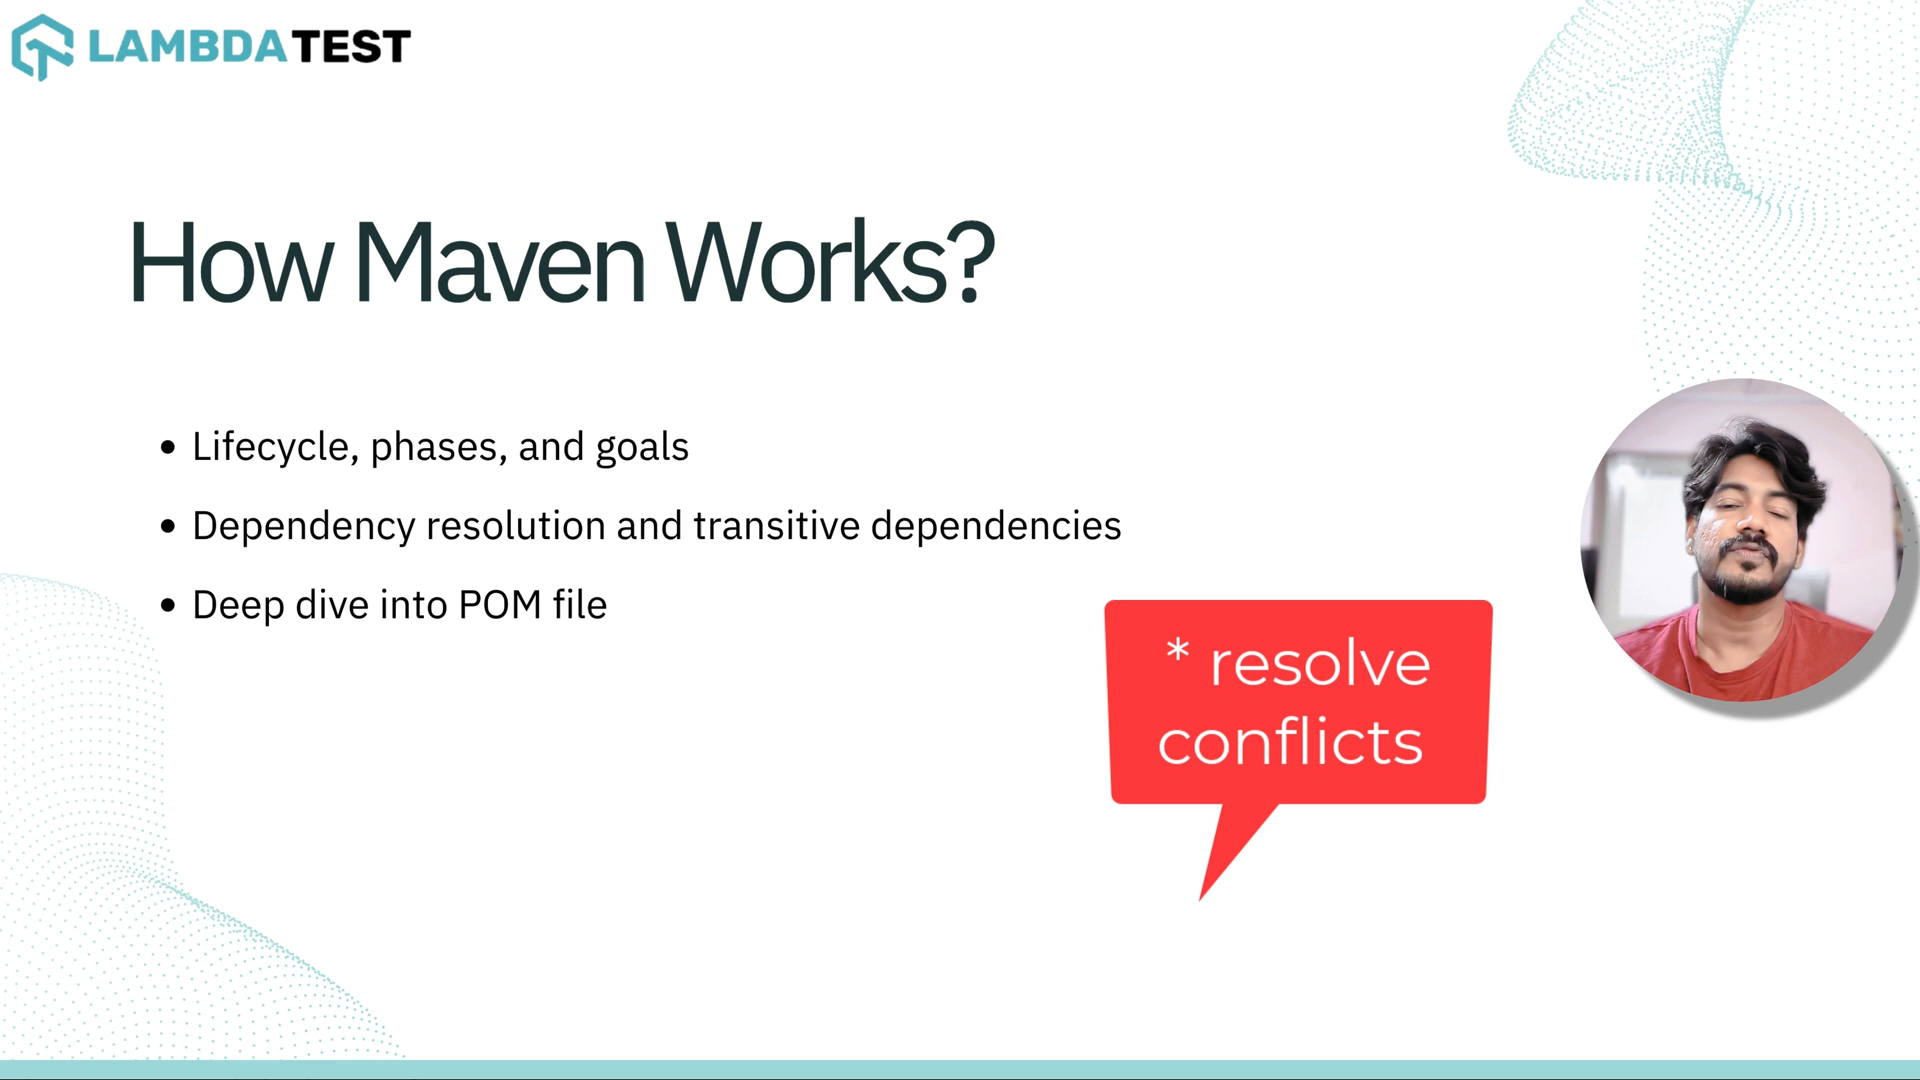 LAMBDATEST
How Maven Works?
• Lifecycle, phases, and goals
• Dependency resolution and transitive dependencies
• Deep dive into POM file
* resolve
conflicts